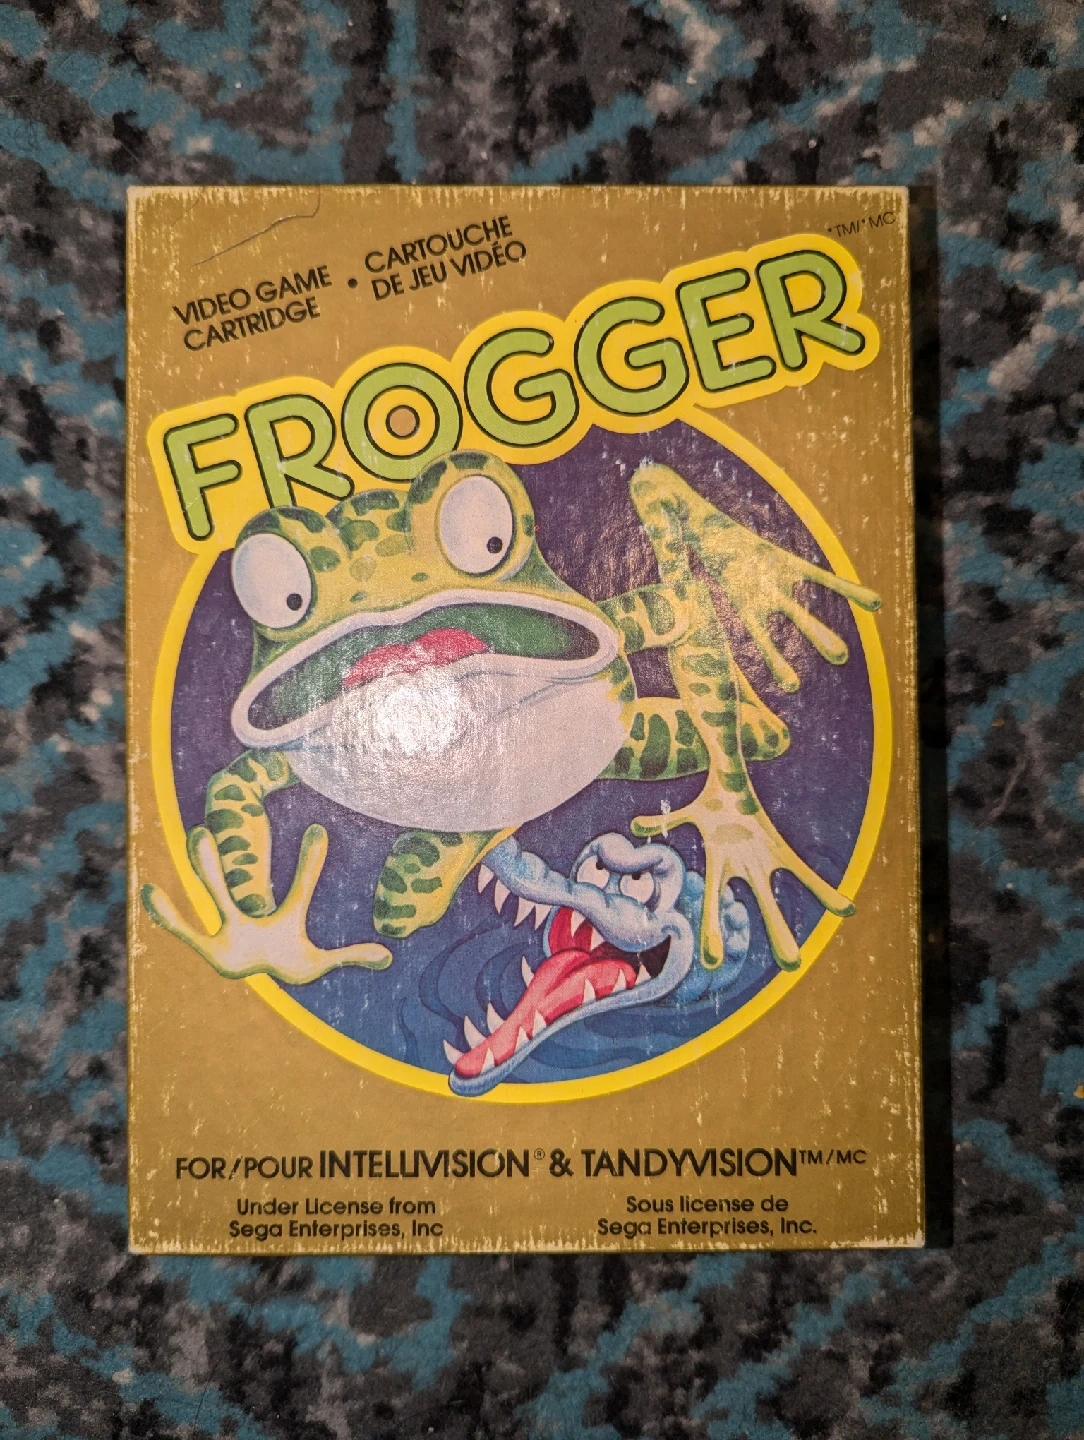 VIDEO GAME
CARTRIDGE
• CARTOUCHE
DE JEU VIDÉO
*TM/*MC
FROGGER
FOR/POUR INTELLIVISION® & TANDYVISION™/MC
Under License from
Sega Enterprises, Inc
Sous license de
Sega Enterprises, Inc.